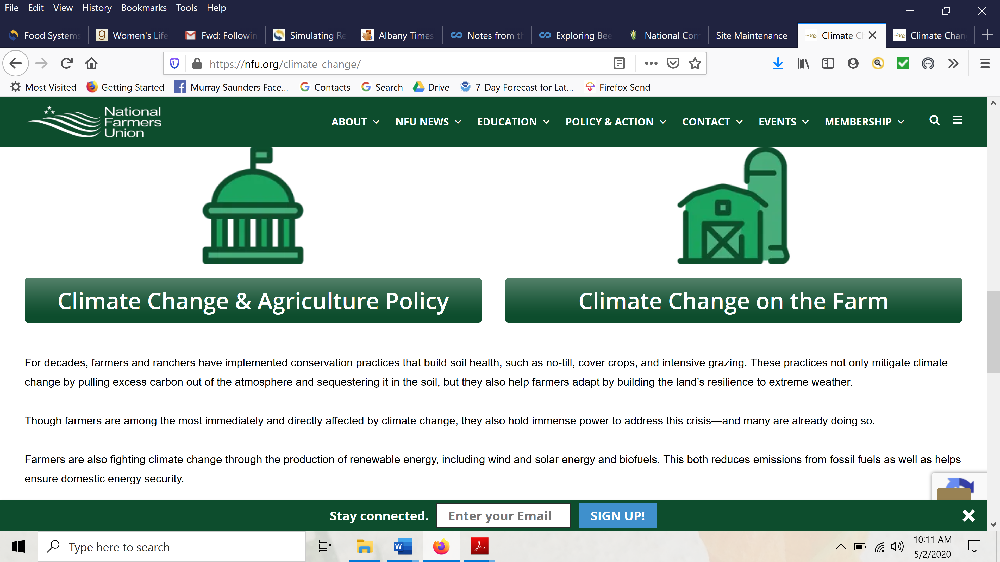 File Edit View History Bookmarks Tools Help
Food Systems Women's Life Fwd: Followin Simulating Re Albany Times Notes from th Exploring Bee National Corn Site Maintenance Climate Ch Climate Chan
https://nfu.org/climate-change/
Most Visited Getting Started Murray Saunders Face... Contacts Search Drive 7-Day Forecast for Lat... Firefox Send
National
Farmers
Union
ABOUT NFU NEWS EDUCATION POLICY & ACTION CONTACT EVENTS MEMBERSHIP
Climate Change & Agriculture Policy
Climate Change on the Farm
For decades, farmers and ranchers have implemented conservation practices that build soil health, such as no-till, cover crops, and intensive grazing. These practices not only mitigate climate
change by pulling excess carbon out of the atmosphere and sequestering it in the soil, but they also help farmers adapt by building the land’s resilience to extreme weather.
Though farmers are among the most immediately and directly affected by climate change, they also hold immense power to address this crisis—and many are already doing so.
Farmers are also fighting climate change through the production of renewable energy, including wind and solar energy and biofuels. This both reduces emissions from fossil fuels as well as helps
ensure domestic energy security.
Stay connected. Enter your Email SIGN UP!
Type here to search
10:11 AM
5/2/2020